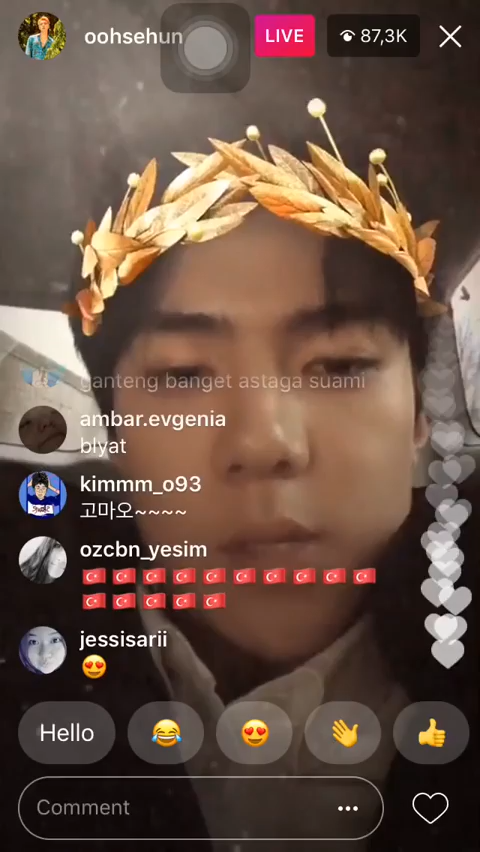 oohsehun
LIVE
87,3K
ganteng banget astaga suami
ambar.evgenia
blyat
kimmm_o93
고마오~~~~
ozcbn_yesim
🇹🇷🇹🇷🇹🇷🇹🇷🇹🇷🇹🇷🇹🇷🇹🇷🇹🇷🇹🇷
🇹🇷🇹🇷🇹🇷🇹🇷🇹🇷
jessisarii
😍
Hello 😂 😍 👋 👍
Comment